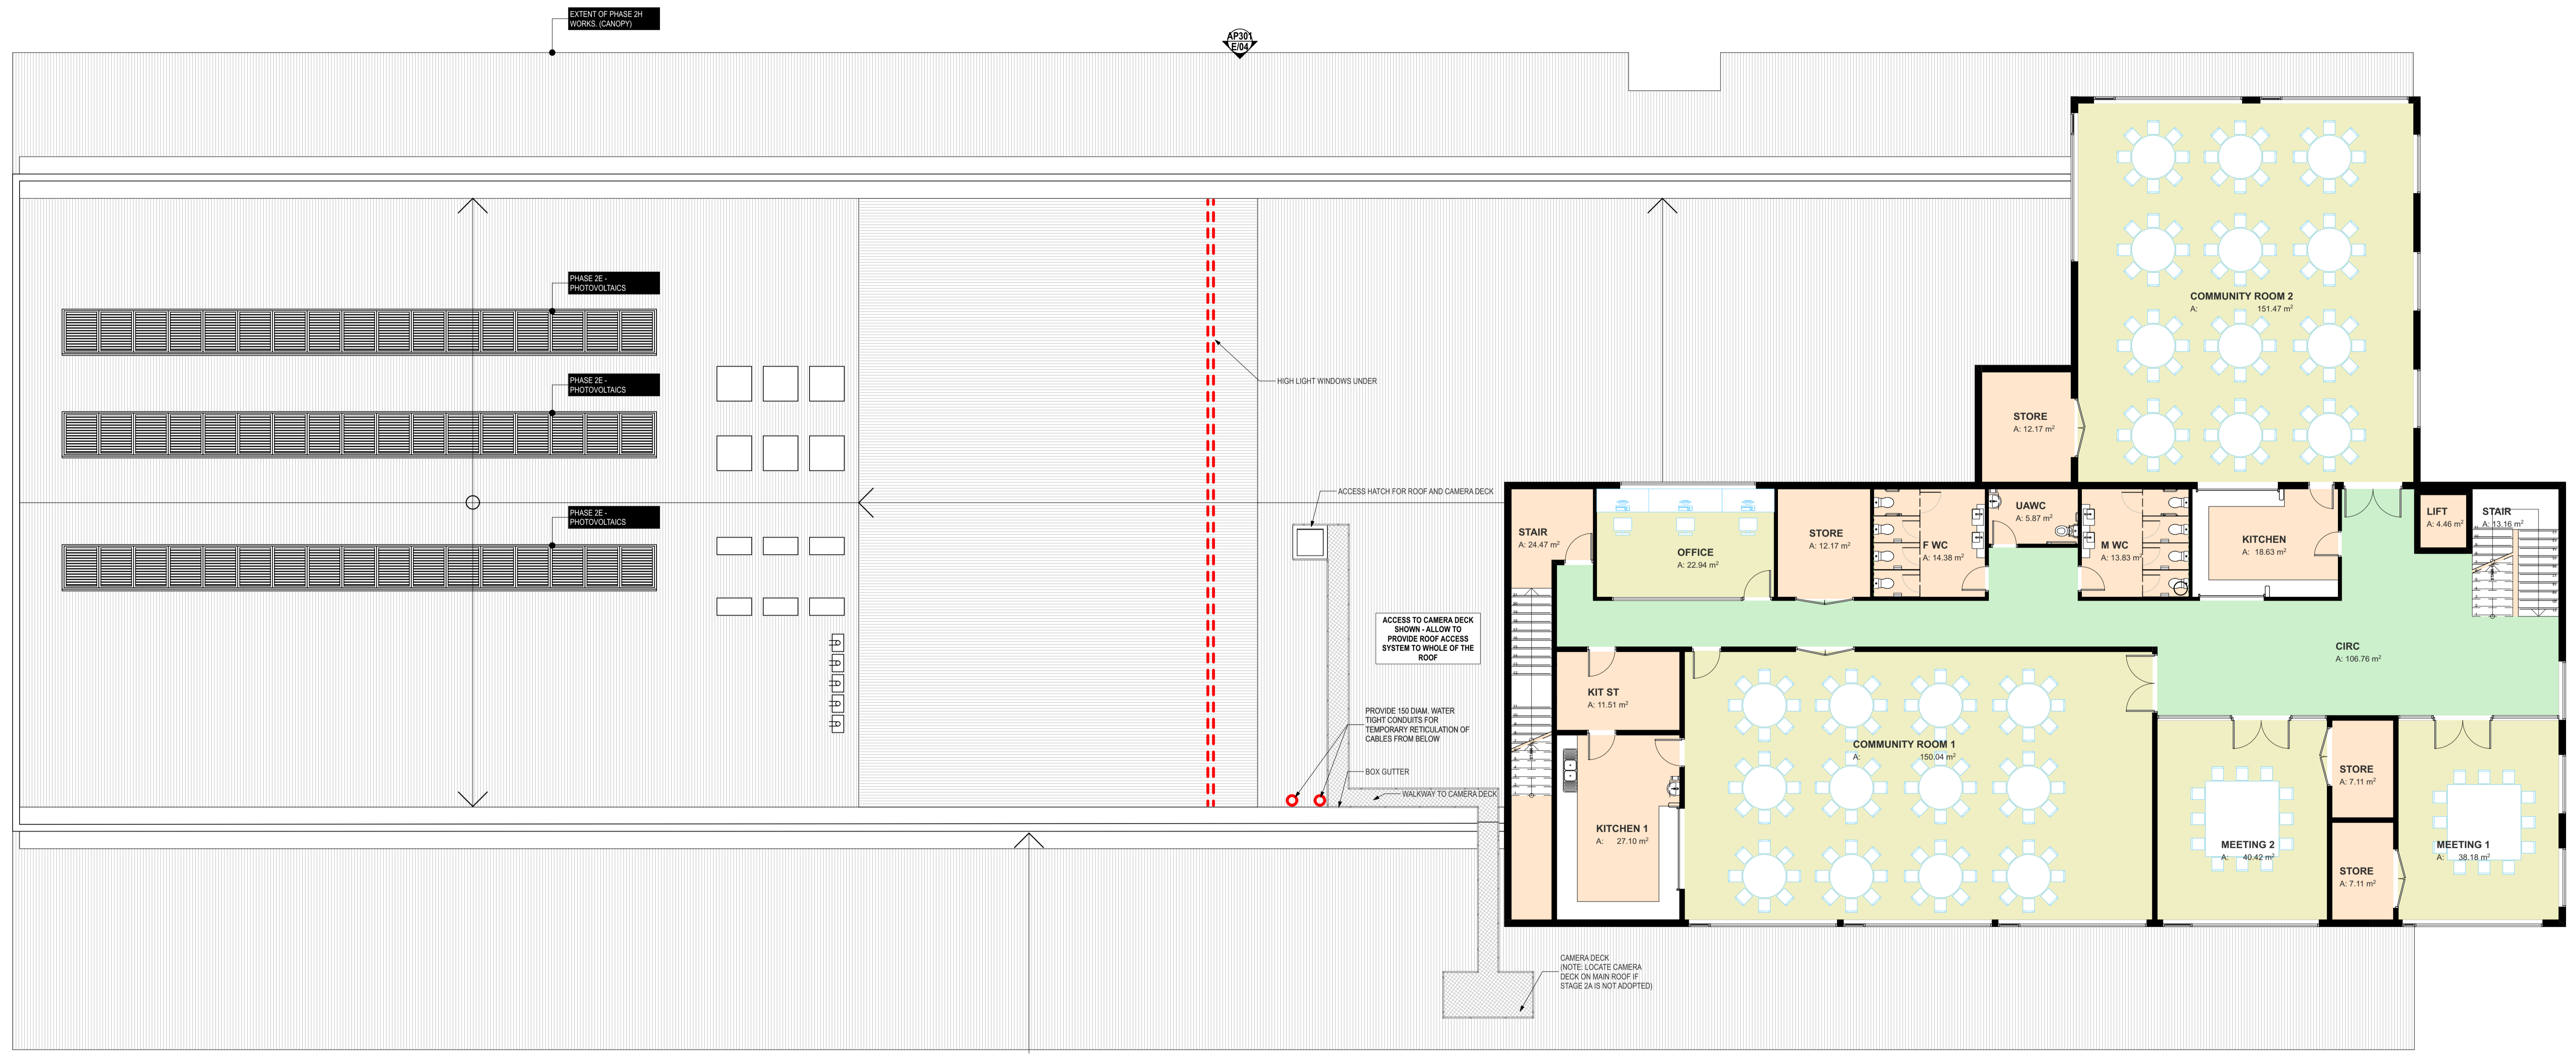 EXTENT OF PHASE 2H
WORKS. (CANOPY)
AP301
E/04
PHASE 2E -
PHOTOVOLTAICS
PHASE 2E -
PHOTOVOLTAICS
PHASE 2E -
PHOTOVOLTAICS
HIGH LIGHT WINDOWS UNDER
ACCESS HATCH FOR ROOF AND CAMERA DECK
ACCESS TO CAMERA DECK
SHOWN - ALLOW TO
PROVIDE ROOF ACCESS
SYSTEM TO WHOLE OF THE
ROOF
PROVIDE 150 DIAM. WATER
TIGHT CONDUITS FOR
TEMPORARY RETICULATION OF
CABLES FROM BELOW
BOX GUTTER
WALKWAY TO CAMERA DECK
CAMERA DECK
(NOTE: LOCATE CAMERA
DECK ON MAIN ROOF IF
STAGE 2A IS NOT ADOPTED)
COMMUNITY ROOM 2
A: 151.47 m²
STORE
A: 12.17 m²
STAIR
A: 24.47 m²
OFFICE
A: 22.94 m²
STORE
A: 12.17 m²
F WC
A: 14.38 m²
UAWC
A: 5.87 m²
M WC
A: 13.83 m²
KITCHEN
A: 18.63 m²
LIFT
A: 4.46 m²
STAIR
A: 13.16 m²
CIRC
A: 106.76 m²
KIT ST
A: 11.51 m²
COMMUNITY ROOM 1
A: 150.04 m²
KITCHEN 1
A: 27.10 m²
MEETING 2
A: 40.42 m²
STORE
A: 7.11 m²
STORE
A: 7.11 m²
MEETING 1
A: 38.18 m²